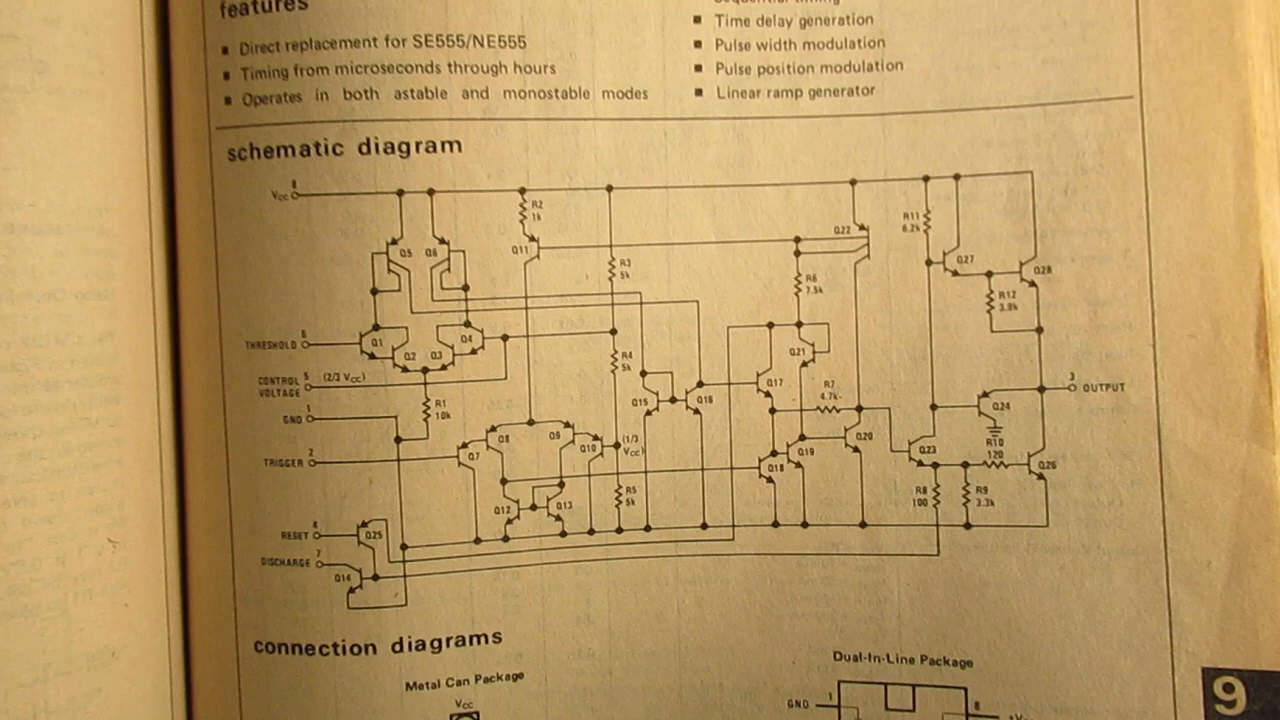 features
Direct replacement for SE555/NE555
Timing from microseconds through hours
Operates in both astable and monostable modes
Time delay generation
Pulse width modulation
Pulse position modulation
Linear ramp generator
schematic diagram
VCC 8
R2
1k
Q5 Q6
Q11
R3
5k
Q22
R6
7.5k
R11
6.2k
Q27
Q28
R12
3.9k
THRESHOLD 6
Q1
Q2
Q3
Q4
R4
5k
Q21
CONTROL
VOLTAGE
5 (2/3 VCC)
R1
10k
Q15
Q16
Q17
R7
4.7k
3
OUTPUT
Q24
GND 1
Q8
Q9
Q10
(1/3
VCC)
Q20
Q19
Q23
R10
120
TRIGGER 2
Q7
Q18
Q26
Q12
Q13
R5
5k
R8
100
R9
3.3k
RESET 4
Q25
DISCHARGE 7
Q14
connection diagrams
Metal Can Package
VCC
Dual-In-Line Package
GND 1
8
9